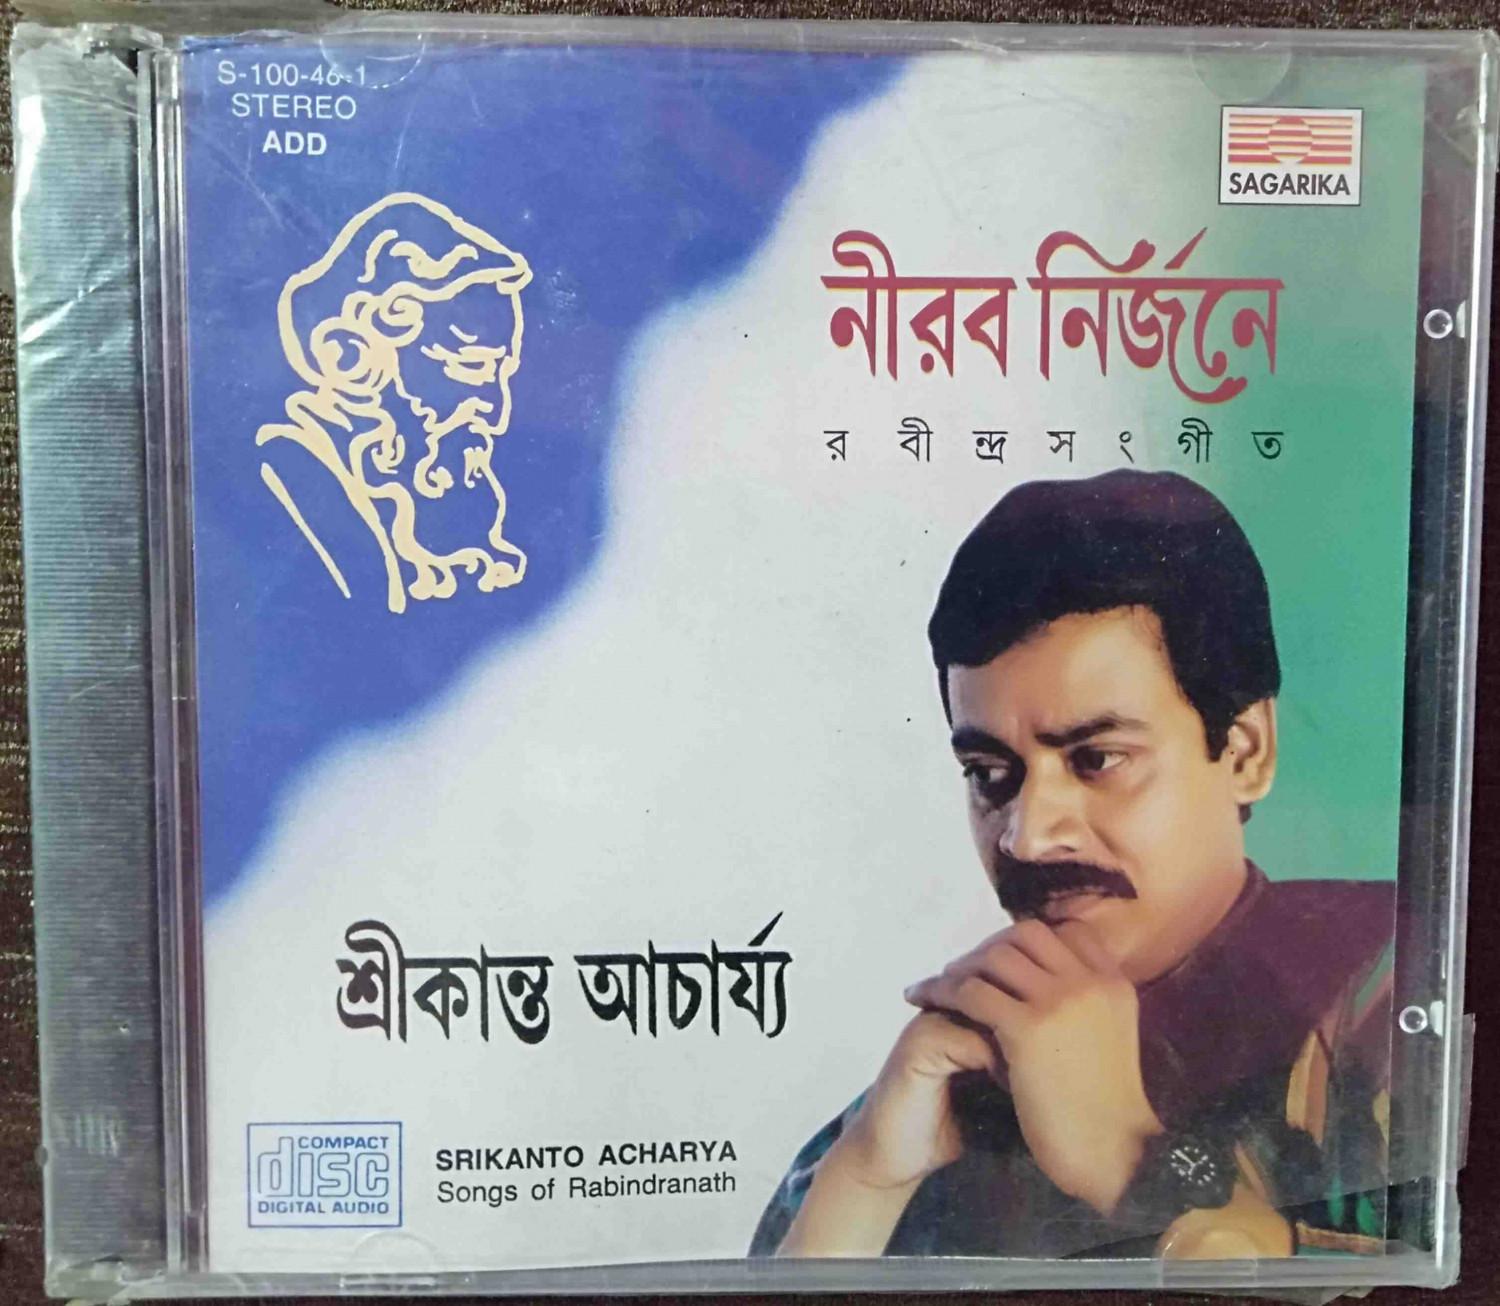 S-100-46-1
STEREO
ADD
SAGARIKA
নীরব নির্জনে
রবীন্দ্রসংগীত
শ্রীকান্ত আচার্য্য
COMPACT
disc
DIGITAL AUDIO
SRIKANTO ACHARYA
Songs of Rabindranath